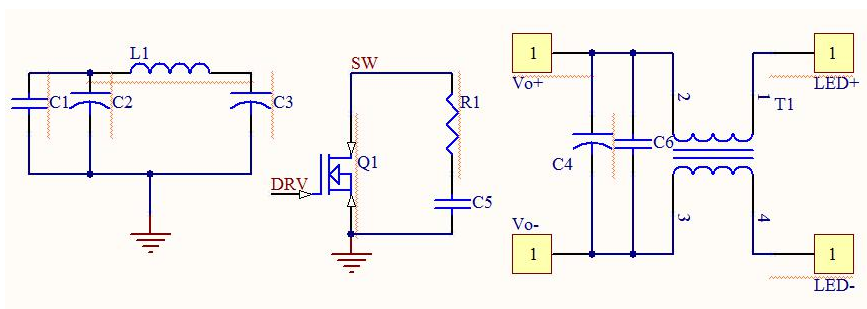 L1
C1
C2
C3
SW
R1
Q1
DRV
C5
1
Vo+
1
LED+
2
1
T1
C4
C6
3
4
Vo-
1
1
LED-